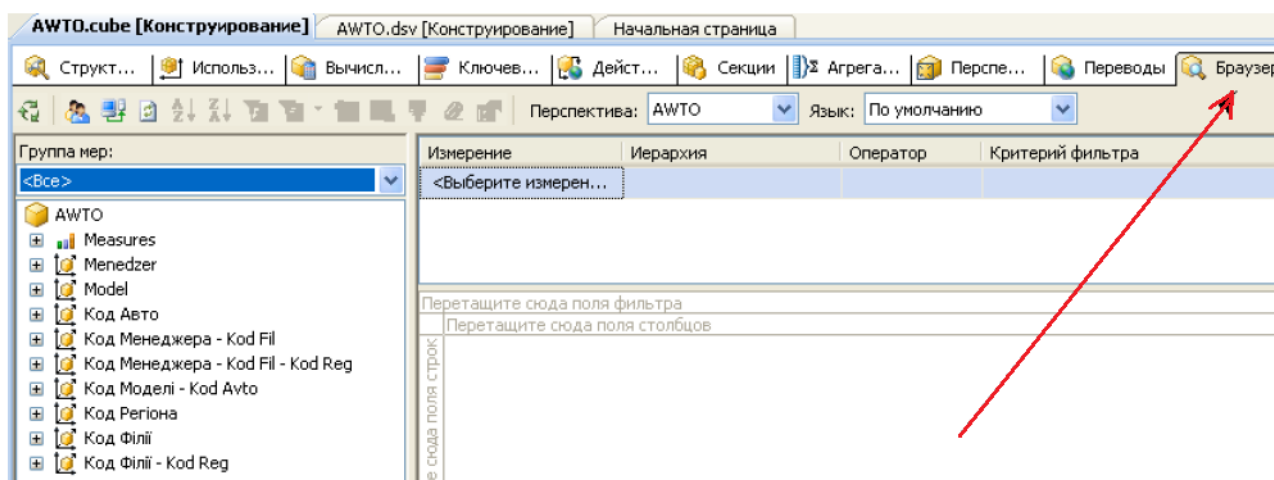 AWTO.cube [Конструирование] AWTO.dsv [Конструирование] Начальная страница
Структ... Использ... Вычисл... Ключев... Дейст... Секции Агрега... Перспе... Переводы Браузер
Перспектива: AWTO Язык: По умолчанию
Группа мер:
<Все>
AWTO
Measures
Menedzer
Model
Код Авто
Код Менеджера - Kod Fil
Код Менеджера - Kod Fil - Kod Reg
Код Моделі - Kod Avto
Код Регіона
Код Філії
Код Філії - Kod Reg
Измерение Иерархия Оператор Критерий фильтра
<Выберите измерен...
Перетащите сюда поля фильтра
Перетащите сюда поля столбцов
сюда поля строк